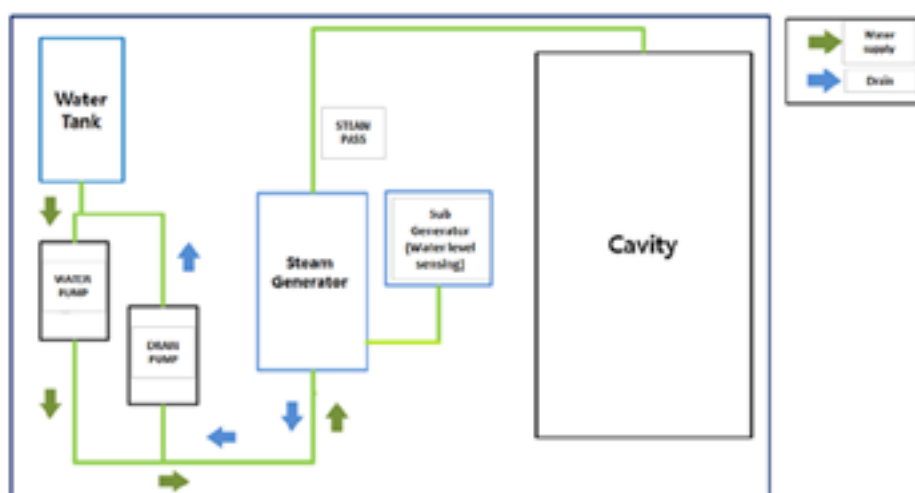 Water
Tank
WATER
PUMP
DRAIN
PUMP
STEAM
PASS
Steam
Generator
Sub
Generator
(Water level
sensing)
Cavity
Water
supply
Drain